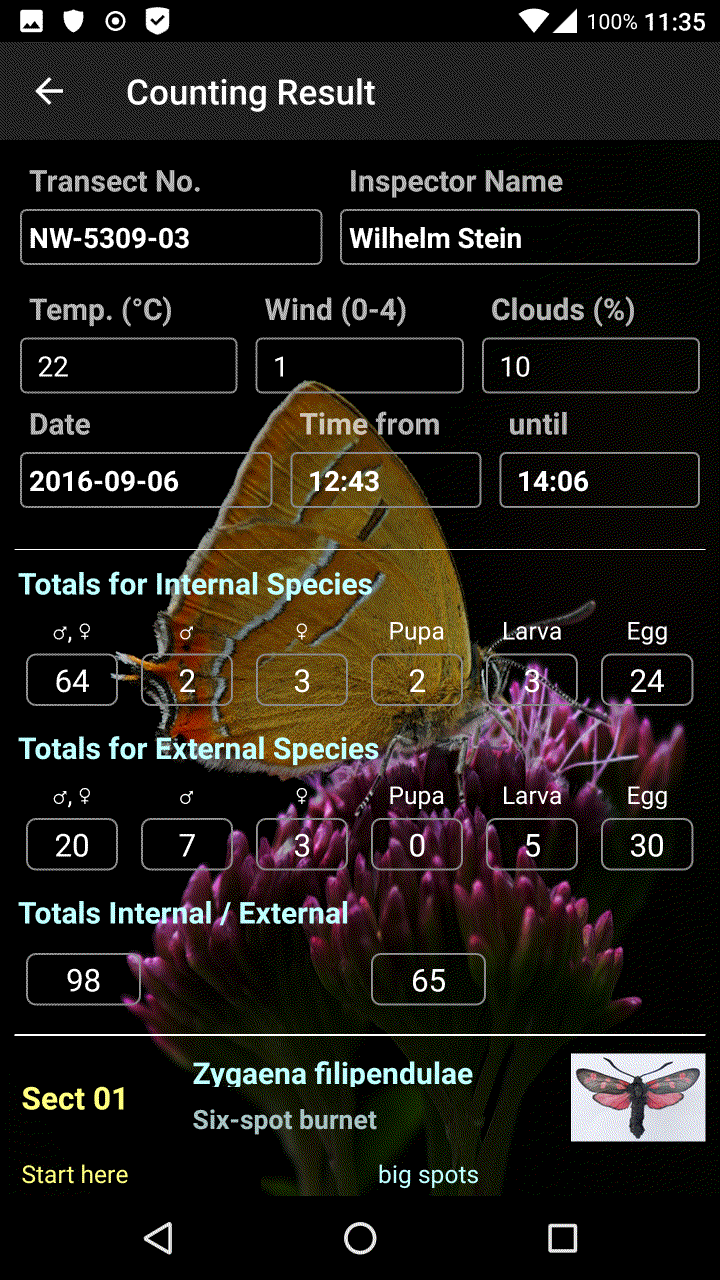 100% 11:35
Counting Result
Transect No. Inspector Name
NW-5309-03 Wilhelm Stein
Temp. (°C) Wind (0-4) Clouds (%)
22 1 10
Date Time from until
2016-09-06 12:43 14:06
Totals for Internal Species
♂, ♀ ♂ ♀ Pupa Larva Egg
64 2 3 2 3 24
Totals for External Species
♂, ♀ ♂ ♀ Pupa Larva Egg
20 7 3 0 5 30
Totals Internal / External
98 65
Sect 01 Zygaena filipendulae
Six-spot burnet
Start here big spots